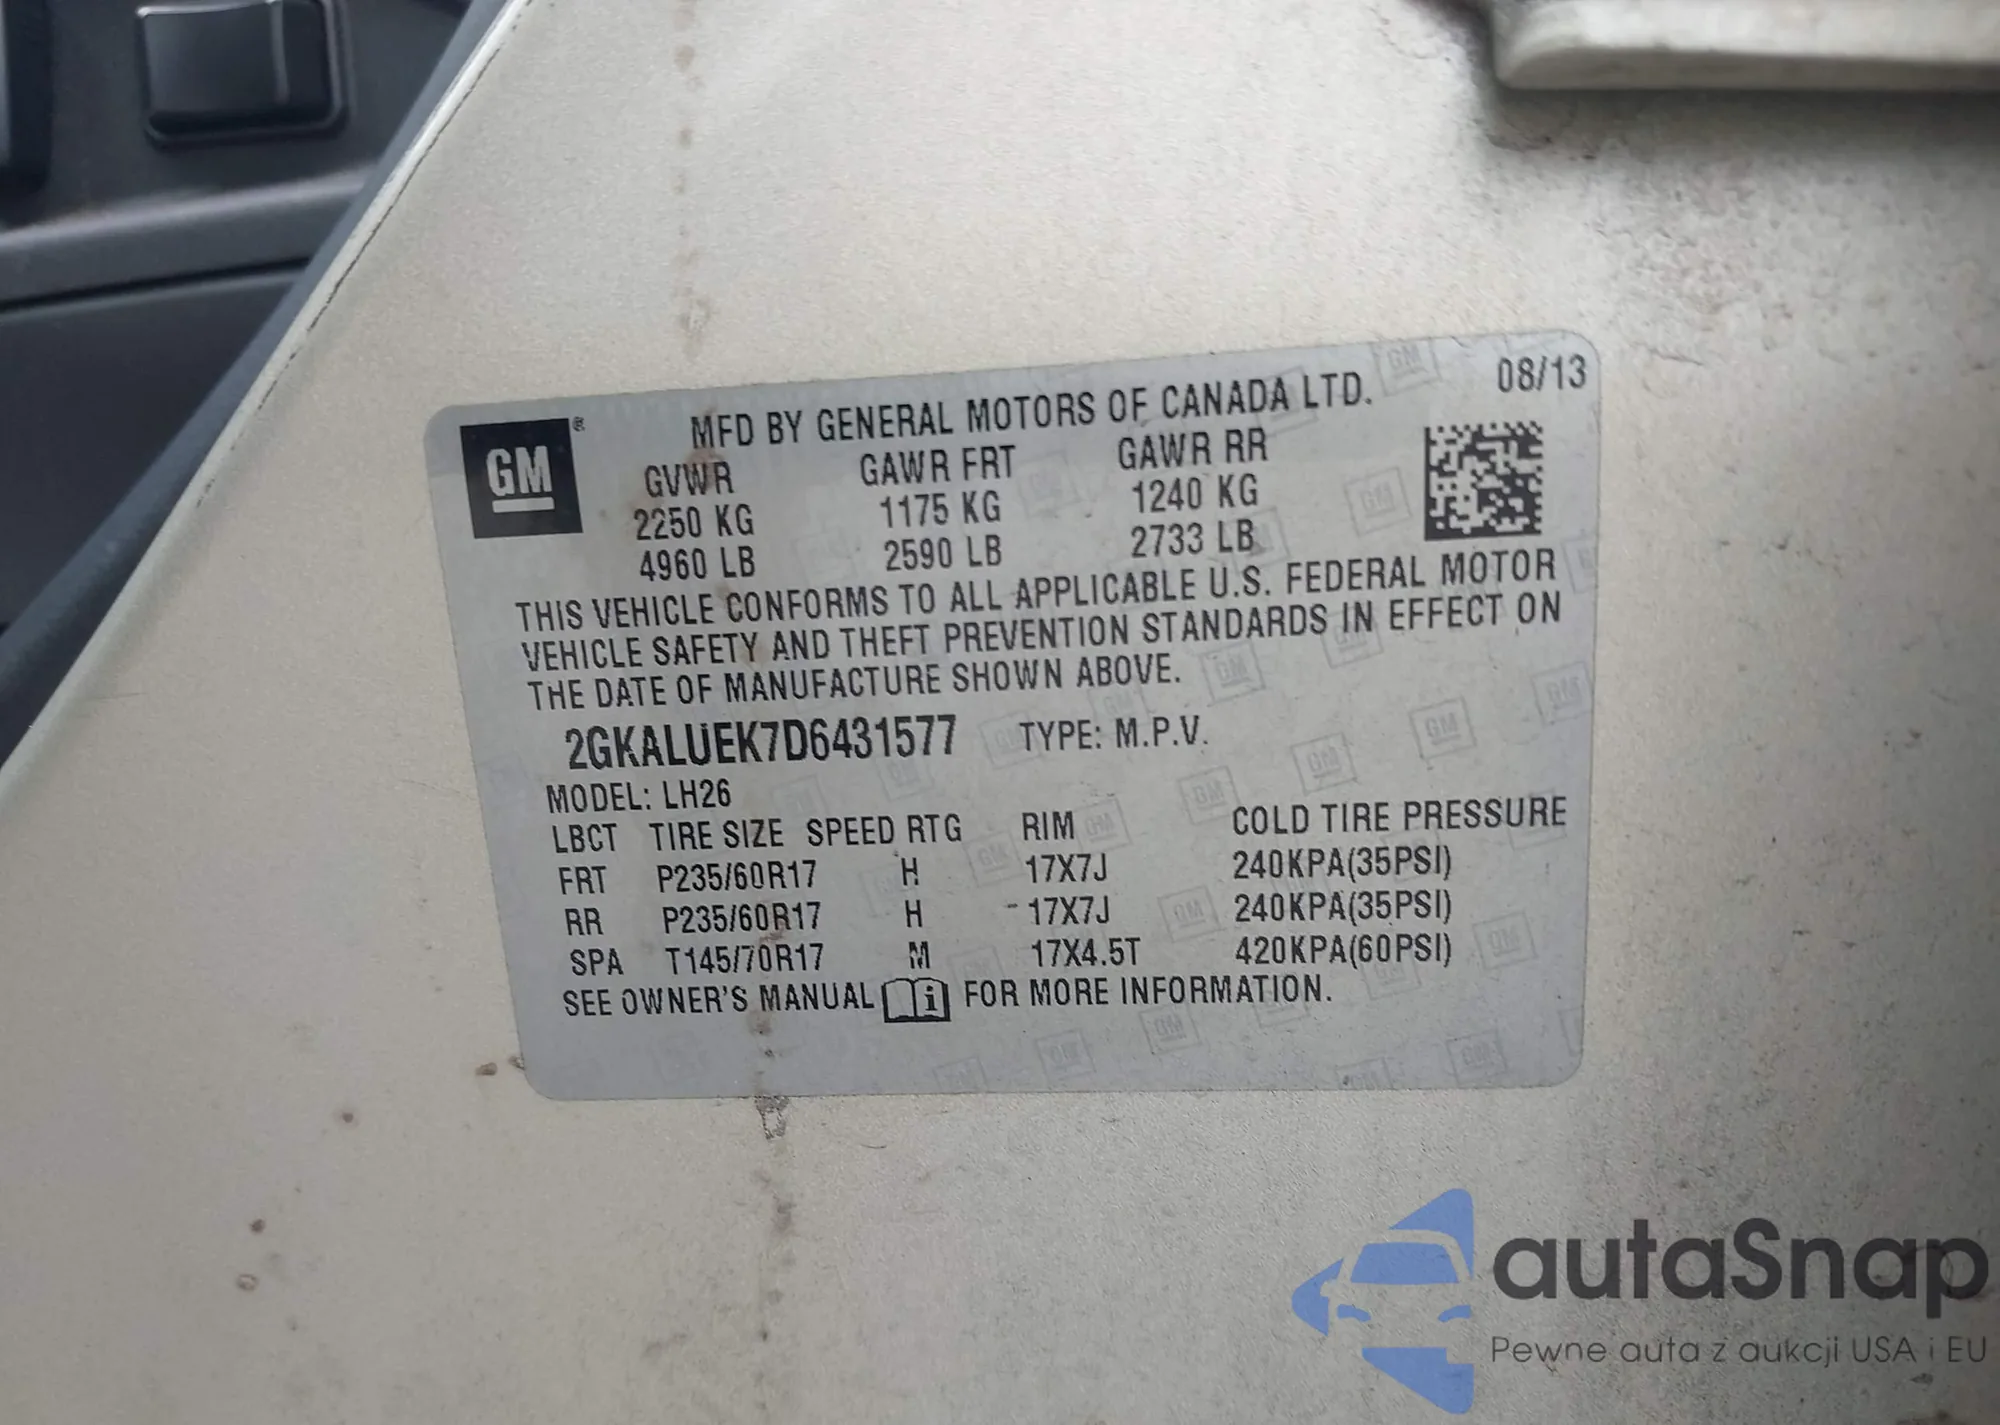 MFD BY GENERAL MOTORS OF CANADA LTD. 08/13
GM ®
GVWR GAWR FRT GAWR RR
2250 KG 1175 KG 1240 KG
4960 LB 2590 LB 2733 LB
THIS VEHICLE CONFORMS TO ALL APPLICABLE U.S. FEDERAL MOTOR
VEHICLE SAFETY AND THEFT PREVENTION STANDARDS IN EFFECT ON
THE DATE OF MANUFACTURE SHOWN ABOVE.
2GKALUEK7D6431577 TYPE: M.P.V.
MODEL: LH26
LBCT TIRE SIZE SPEED RTG RIM COLD TIRE PRESSURE
FRT P235/60R17 H 17X7J 240KPA(35PSI)
RR P235/60R17 H 17X7J 240KPA(35PSI)
SPA T145/70R17 M 17X4.5T 420KPA(60PSI)
SEE OWNER'S MANUAL i FOR MORE INFORMATION.
autaSnap
Pewne auta z aukcji USA i EU